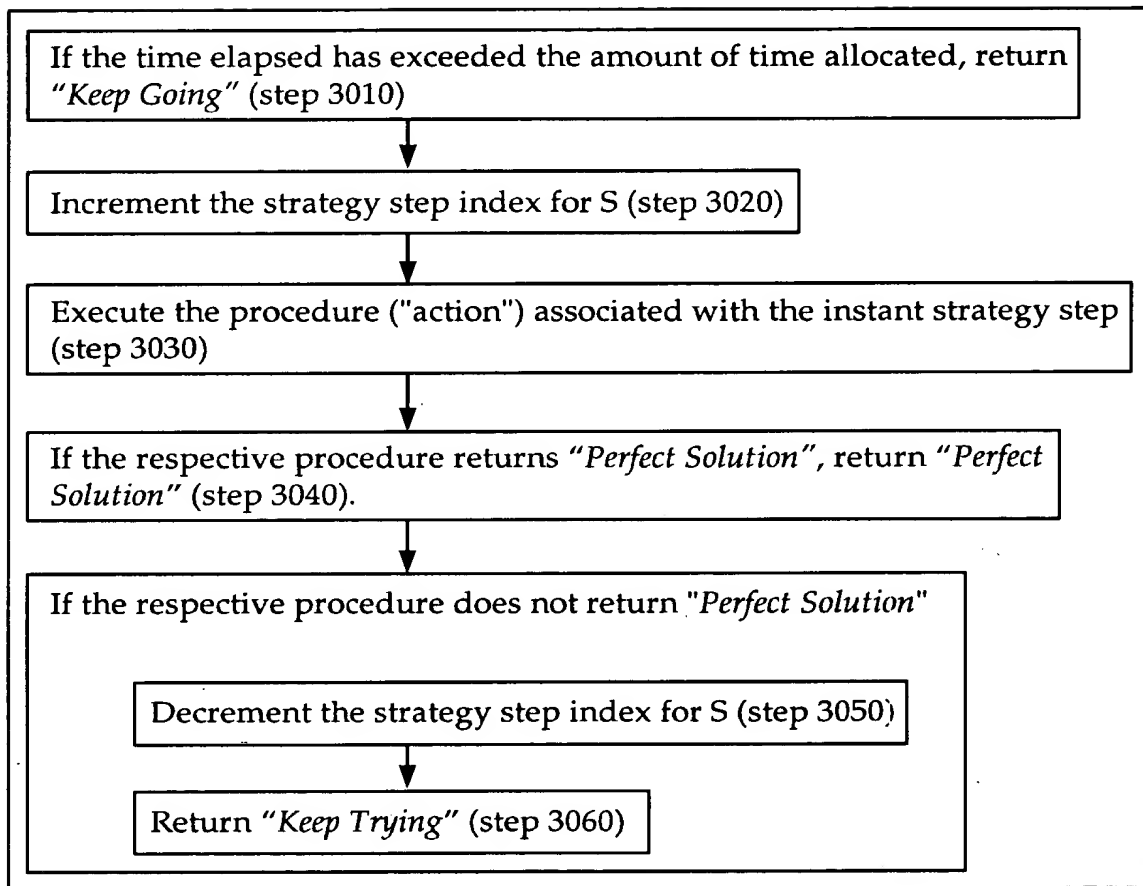 If the time elapsed has exceeded the amount of time allocated, return
“Keep Going” (step 3010)
Increment the strategy step index for S (step 3020)
Execute the procedure ("action") associated with the instant strategy step
(step 3030)
If the respective procedure returns “Perfect Solution”, return “Perfect
Solution” (step 3040).
If the respective procedure does not return "Perfect Solution"
Decrement the strategy step index for S (step 3050)
Return “Keep Trying” (step 3060)